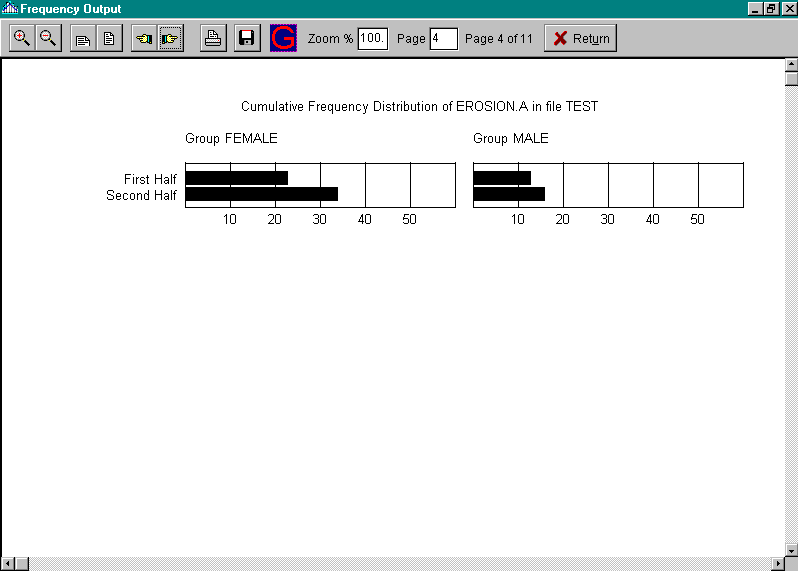 Frequency Output
G Zoom % 100. Page 4 Page 4 of 11 Return
Cumulative Frequency Distribution of EROSION.A in file TEST
Group FEMALE Group MALE
First Half
Second Half
10 20 30 40 50 10 20 30 40 50